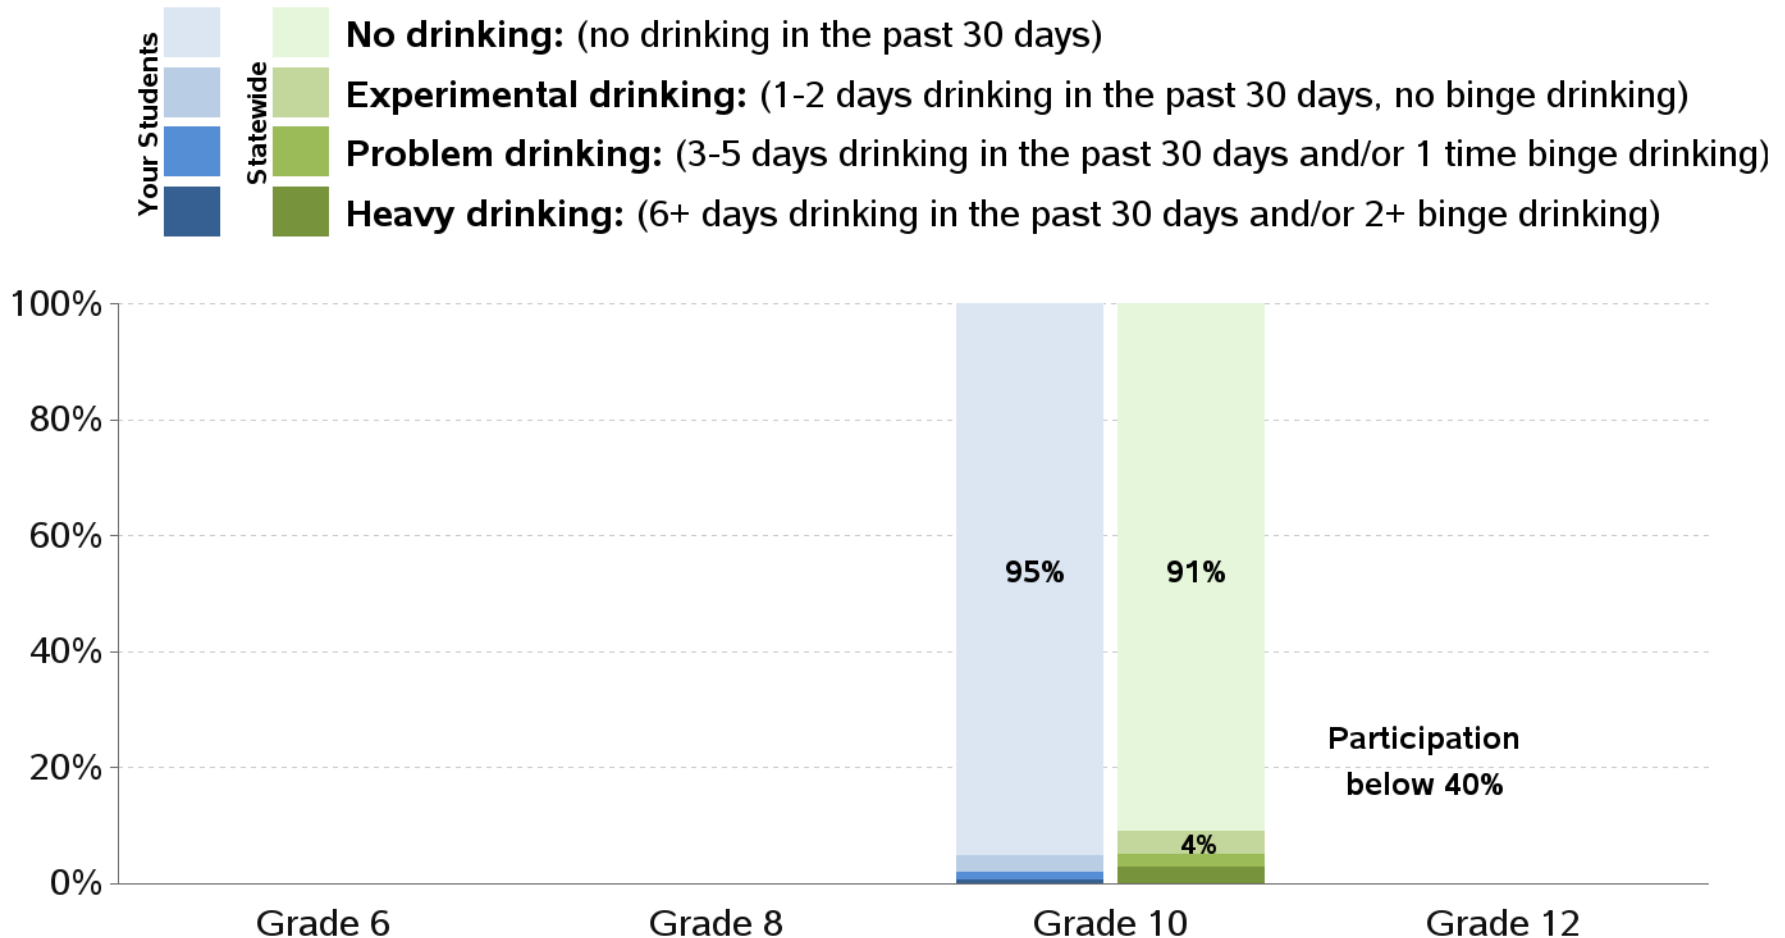 Your Students
Statewide
No drinking: (no drinking in the past 30 days)
Experimental drinking: (1-2 days drinking in the past 30 days, no binge drinking)
Problem drinking: (3-5 days drinking in the past 30 days and/or 1 time binge drinking)
Heavy drinking: (6+ days drinking in the past 30 days and/or 2+ binge drinking)
100%
80%
60%
40%
20%
0%
95%
91%
4%
Participation
below 40%
Grade 6
Grade 8
Grade 10
Grade 12